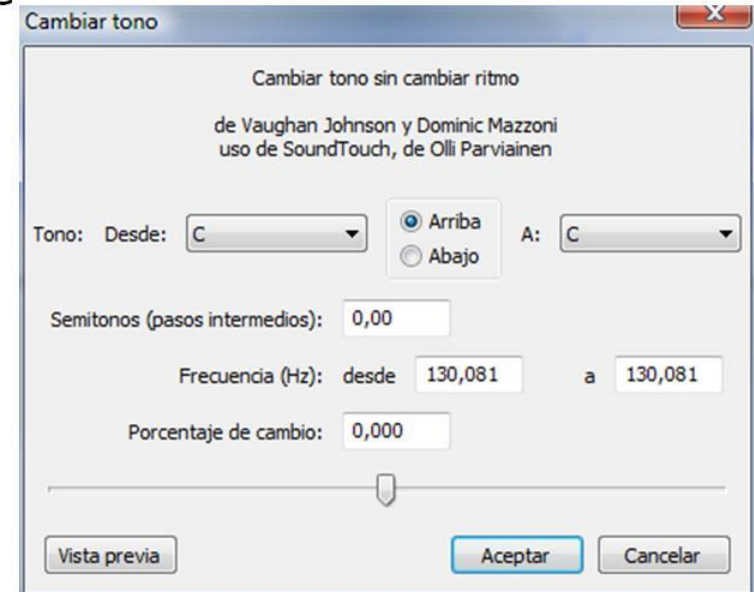 Cambiar tono
Cambiar tono sin cambiar ritmo
de Vaughan Johnson y Dominic Mazzoni
uso de SoundTouch, de Olli Parviainen
Tono: Desde: C Arriba Abajo A: C
Semitonos (pasos intermedios): 0,00
Frecuencia (Hz): desde 130,081 a 130,081
Porcentaje de cambio: 0,000
Vista previa Aceptar Cancelar